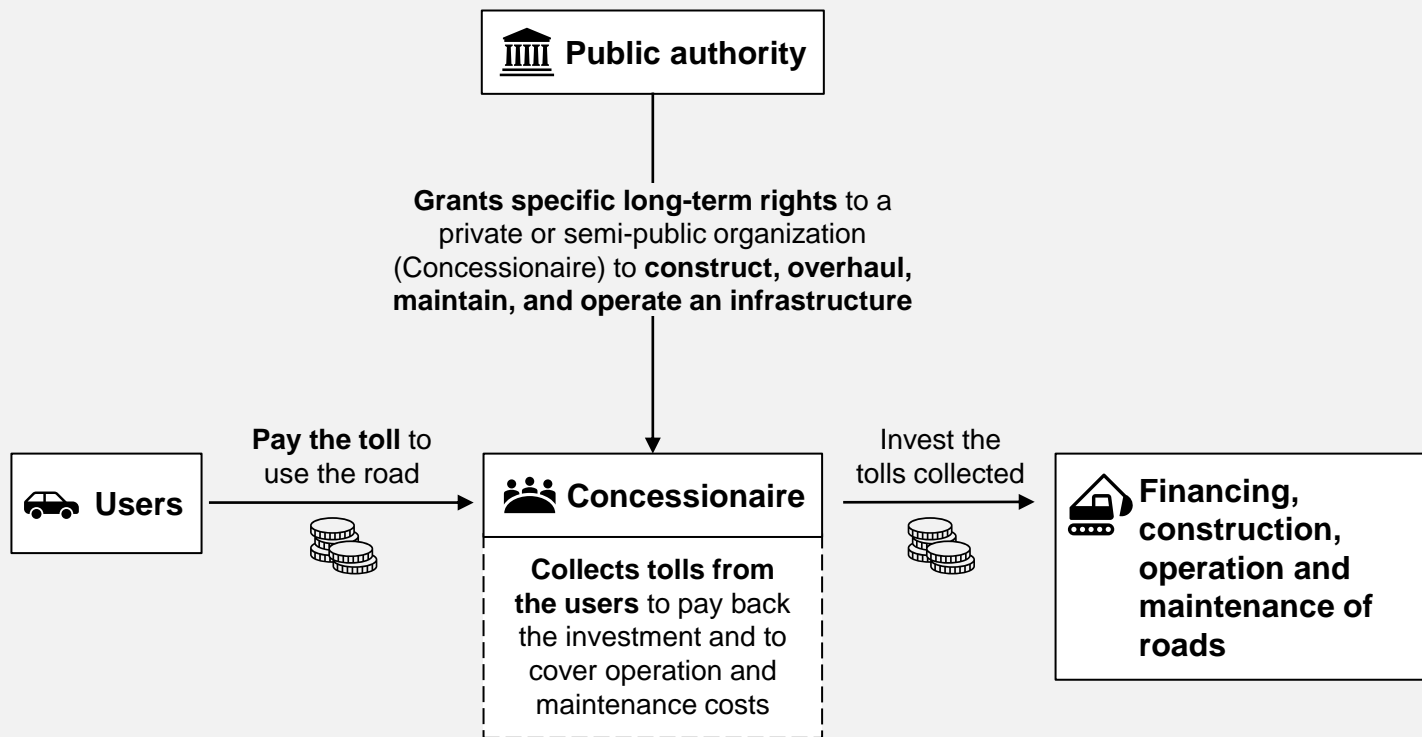 Public authority
Grants specific long-term rights to a
private or semi-public organization
(Concessionaire) to construct, overhaul,
maintain, and operate an infrastructure
Users
Pay the toll to
use the road
Concessionaire
Collects tolls from
the users to pay back
the investment and to
cover operation and
maintenance costs
Invest the
tolls collected
Financing,
construction,
operation and
maintenance of
roads